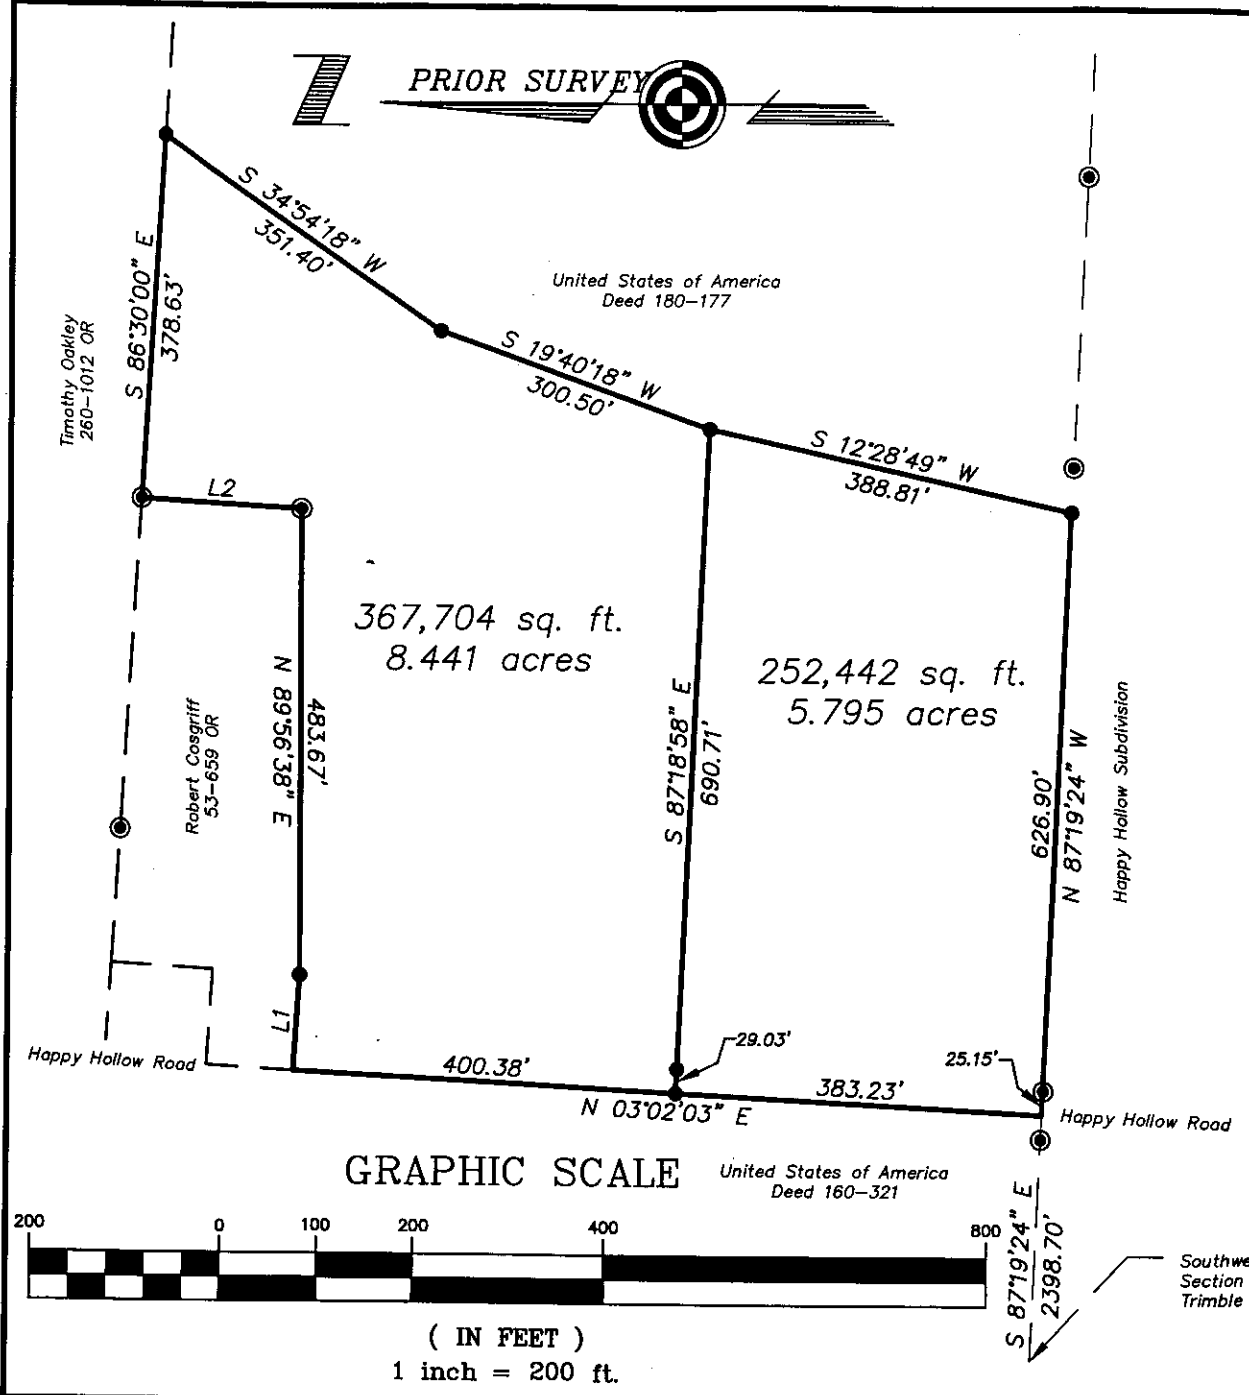 PRIOR SURVEY
S 34°54'18" W
351.40'
S 86°30'00" E
378.63'
United States of America
Deed 180-177
Timothy Oakley
260-1012 OR
S 19°40'18" W
300.50'
S 12°28'49" W
388.81'
L2
367,704 sq. ft.
8.441 acres
252,442 sq. ft.
5.795 acres
N 89°56'38" E
483.67'
Robert Cosgriff
53-659 OR
S 87°18'58" E
690.71'
626.90'
N 87°19'24" W
Happy Hollow Subdivision
L1
Happy Hollow Road
400.38'
29.03'
25.15'
383.23'
N 03°02'03" E
Happy Hollow Road
GRAPHIC SCALE
United States of America
Deed 160-321
200 0 100 200 400 800
S 87°19'24" E
2398.70'
Southwe
Section
Trimble
( IN FEET )
1 inch = 200 ft.